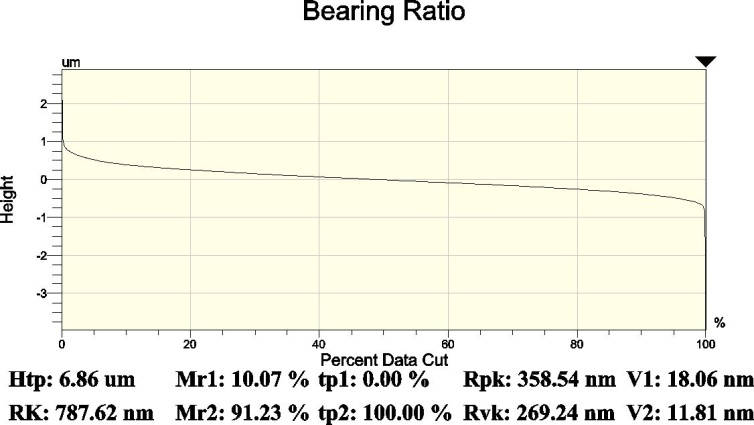 Bearing Ratio
um
2
1
0
-1
-2
-3
Height
0 20 40 60 80 100
%
Percent Data Cut
Htp: 6.86 um Mr1: 10.07 % tp1: 0.00 % Rpk: 358.54 nm V1: 18.06 nm
RK: 787.62 nm Mr2: 91.23 % tp2: 100.00 % Rvk: 269.24 nm V2: 11.81 nm